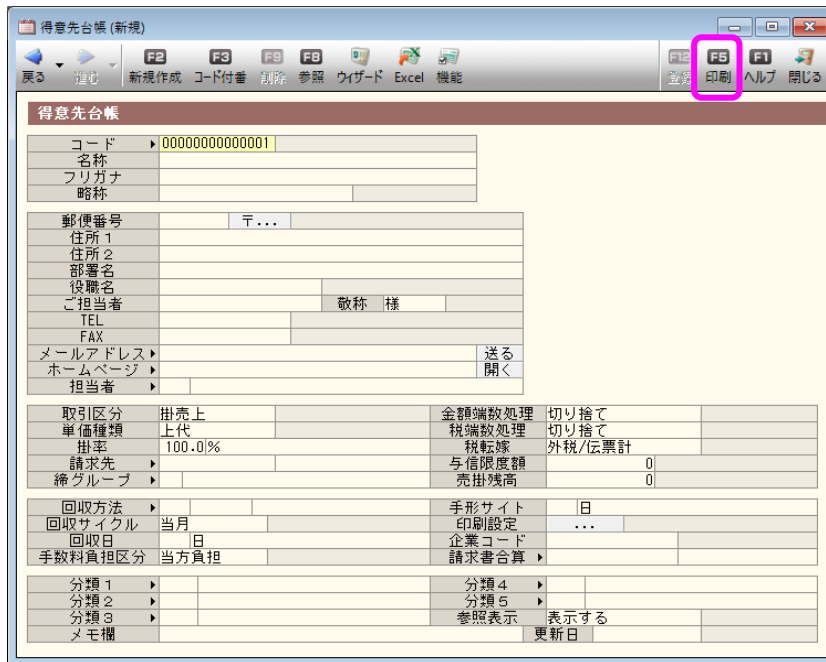 得意先台帳 (新規)
戻る 進む F2 新規作成 F3 コード付番 F9 削除 F8 参照 ウィザード Excel 機能 F12 登録 F5 印刷 F1 ヘルプ 閉じる
得意先台帳
コード 00000000000001
名称
フリガナ
略称
郵便番号 〒...
住所1
住所2
部署名
役職名
ご担当者 敬称 様
TEL
FAX
メールアドレス 送る
ホームページ 開く
担当者
取引区分 掛売上 金額端数処理 切り捨て
単価種類 上代 税端数処理 切り捨て
掛率 100.0% 税転嫁 外税/伝票計
請求先 与信限度額 0
締グループ 売掛残高 0
回収方法 手形サイト 日
回収サイクル 当月 印刷設定 ...
回収日 日 企業コード
手数料負担区分 当方負担 請求書合算
分類1 分類4
分類2 分類5
分類3 参照表示 表示する
メモ欄 更新日